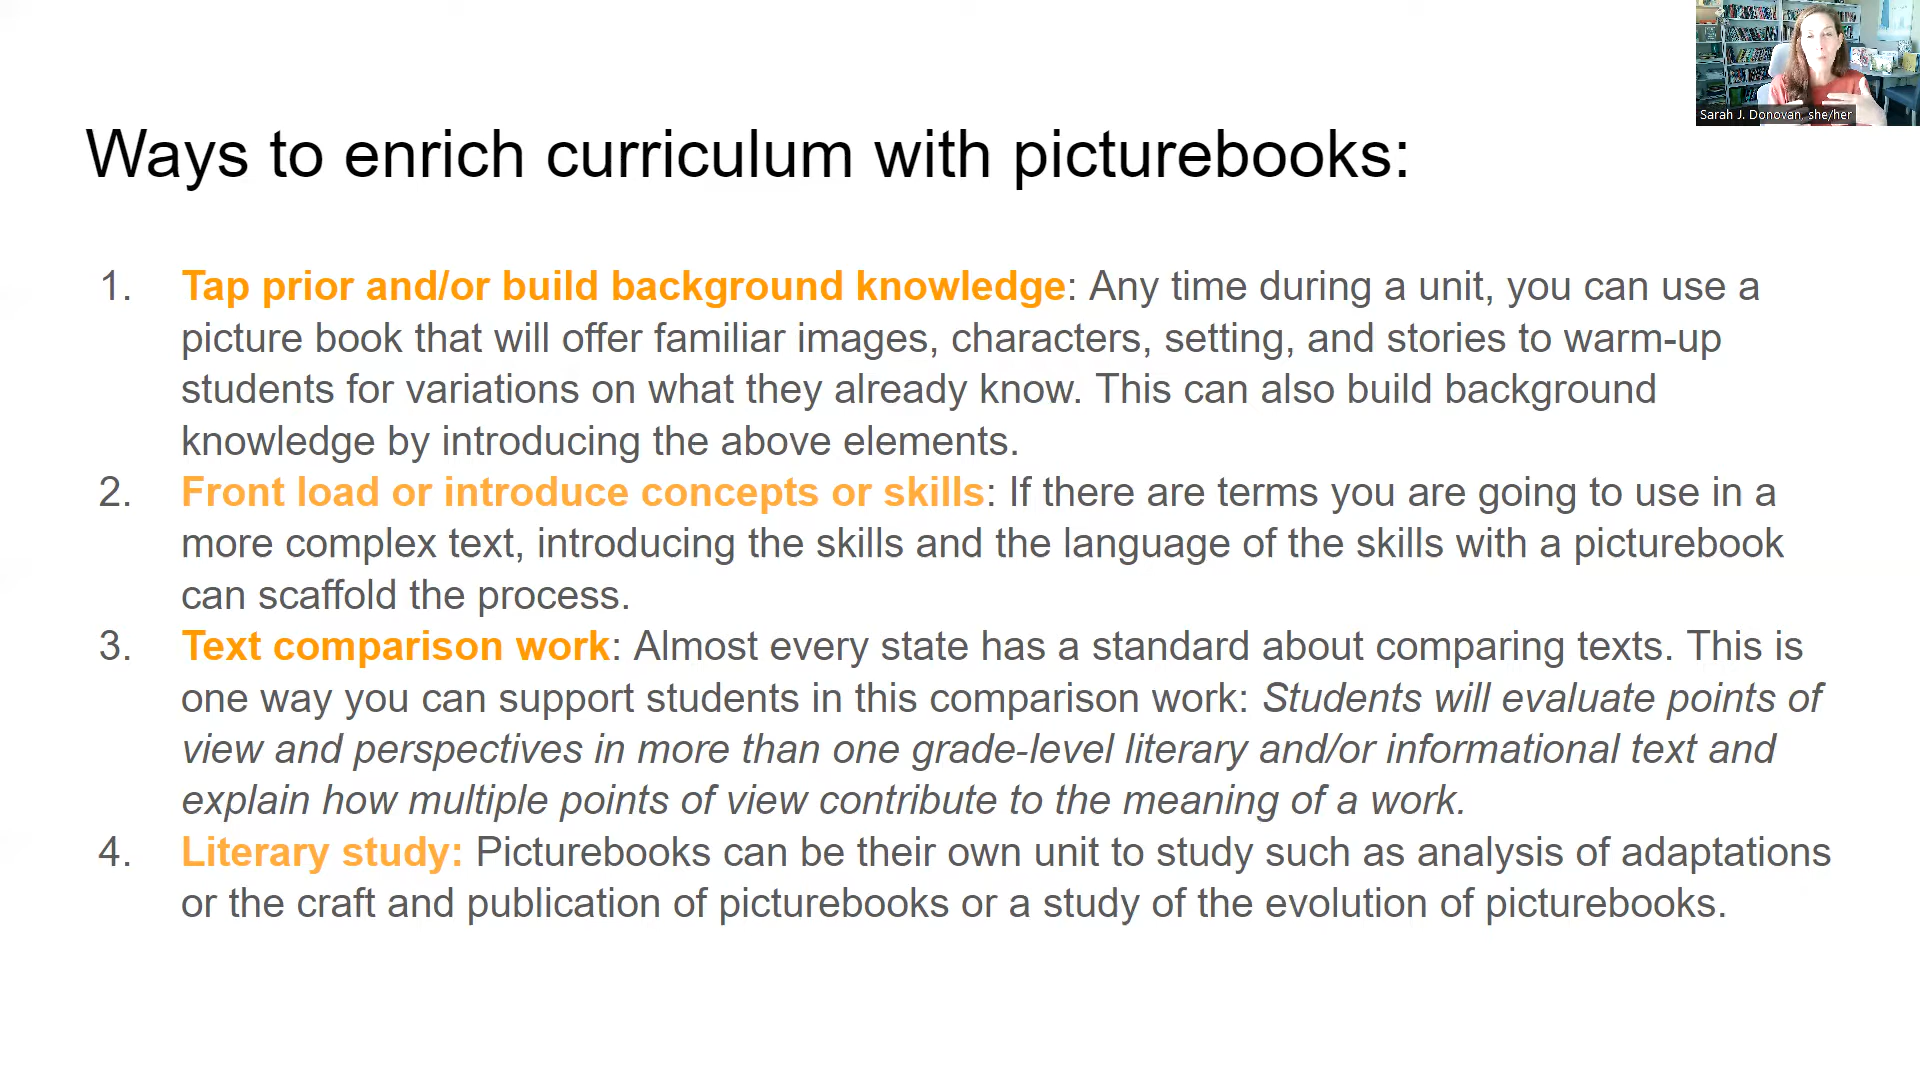 Sarah J. Donovan, she/her
Ways to enrich curriculum with picturebooks:
1. Tap prior and/or build background knowledge: Any time during a unit, you can use a
picture book that will offer familiar images, characters, setting, and stories to warm-up
students for variations on what they already know. This can also build background
knowledge by introducing the above elements.
2. Front load or introduce concepts or skills: If there are terms you are going to use in a
more complex text, introducing the skills and the language of the skills with a picturebook
can scaffold the process.
3. Text comparison work: Almost every state has a standard about comparing texts. This is
one way you can support students in this comparison work: Students will evaluate points of
view and perspectives in more than one grade-level literary and/or informational text and
explain how multiple points of view contribute to the meaning of a work.
4. Literary study: Picturebooks can be their own unit to study such as analysis of adaptations
or the craft and publication of picturebooks or a study of the evolution of picturebooks.